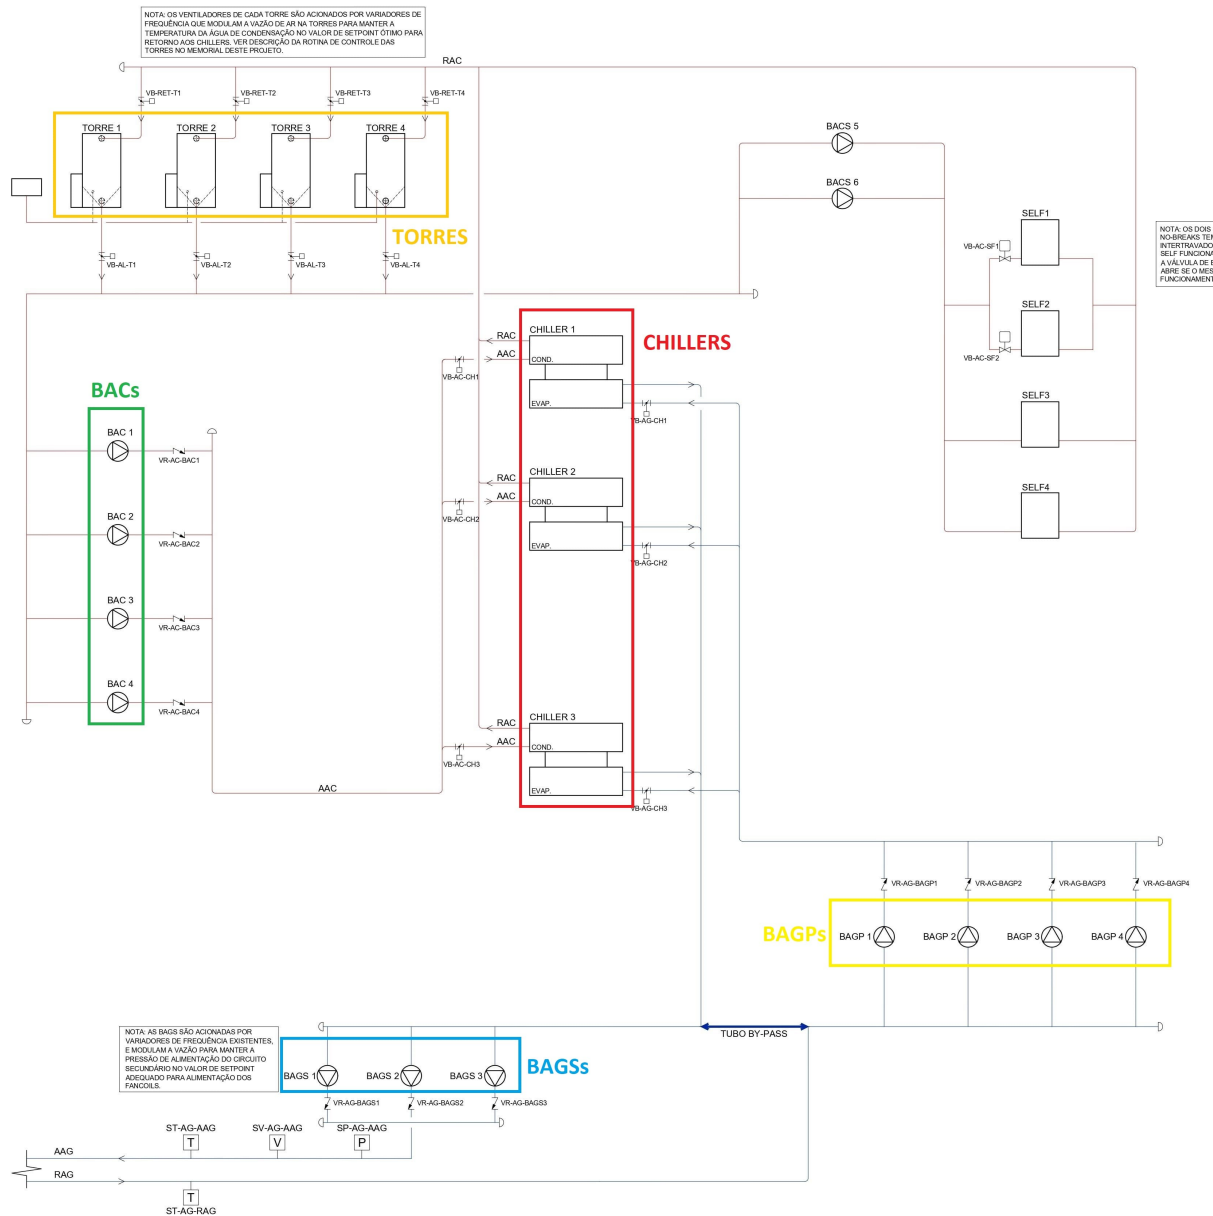 NOTA: OS VENTILADORES DE CADA TORRE SÃO ACIONADOS POR VARIADORES DE
FREQUÊNCIA QUE MODULAM A VAZÃO DE AR NA TORRES PARA MANTER A
TEMPERATURA DA ÁGUA DE CONDENSAÇÃO NO VALOR DE SETPOINT ÓTIMO PARA
RETORNO AOS CHILLERS. VER DESCRIÇÃO DA ROTINA DE CONTROLE DAS
TORRES NO MEMORIAL DESTE PROJETO.
RAC
VB-RET-T1
VB-RET-T2
VB-RET-T3
VB-RET-T4
TORRE 1
TORRE 2
TORRE 3
TORRE 4
TORRES
VB-AL-T1
VB-AL-T2
VB-AL-T3
VB-AL-T4
BACS 5
BACS 6
SELF1
VB-AC-SF1
SELF2
VB-AC-SF2
SELF3
SELF4
NOTA: OS DOIS
NO-BREAKS TEM
INTERTRAVADO
SELF FUNCIONA
A VÁLVULA DE
ABRE SE O MES
FUNCIONAMENT
CHILLERS
CHILLER 1
RAC
AAC
COND.
EVAP.
VB-AC-CH1
VB-AG-CH1
CHILLER 2
RAC
AAC
COND.
EVAP.
VB-AC-CH2
VB-AG-CH2
CHILLER 3
RAC
AAC
COND.
EVAP.
VB-AC-CH3
VB-AG-CH3
BACs
BAC 1
VR-AC-BAC1
BAC 2
VR-AC-BAC2
BAC 3
VR-AC-BAC3
BAC 4
VR-AC-BAC4
AAC
VR-AG-BAGP1
VR-AG-BAGP2
VR-AG-BAGP3
VR-AG-BAGP4
BAGPs
BAGP 1
BAGP 2
BAGP 3
BAGP 4
TUBO BY-PASS
NOTA: AS BAGS SÃO ACIONADAS POR
VARIADORES DE FREQUÊNCIA EXISTENTES,
E MODULAM A VAZÃO PARA MANTER A
PRESSÃO DE ALIMENTAÇÃO DO CIRCUITO
SECUNDÁRIO NO VALOR DE SETPOINT
ADEQUADO PARA ALIMENTAÇÃO DOS
FANCOILS.
BAGSs
BAGS 1
BAGS 2
BAGS 3
VR-AG-BAGS1
VR-AG-BAGS2
VR-AG-BAGS3
ST-AG-AAG
SV-AG-AAG
SP-AG-AAG
T
V
P
AAG
RAG
T
ST-AG-RAG